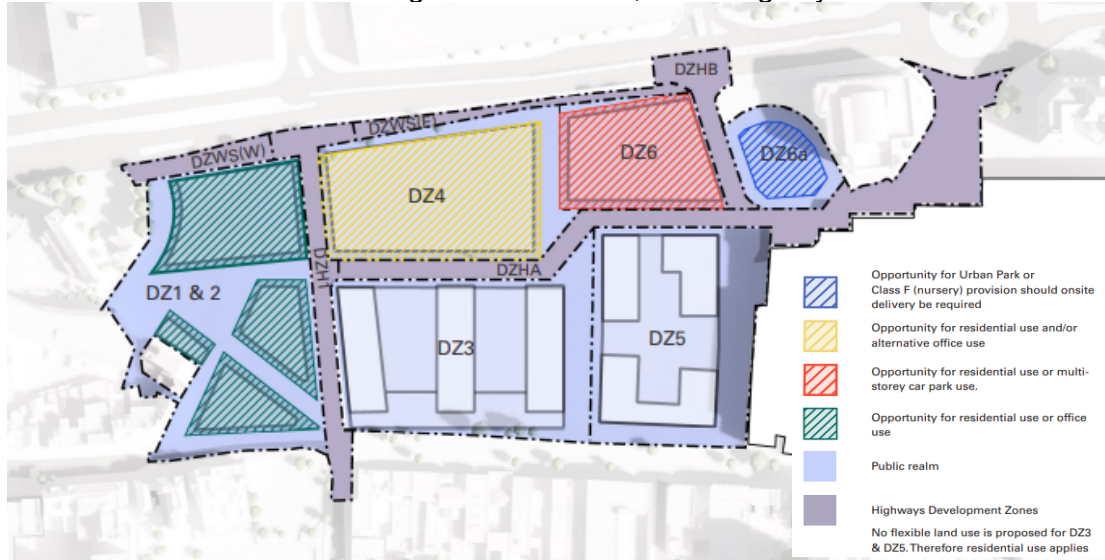 DZHB
DZWS(E)
DZWS(W)
DZ6
DZ6a
DZ4
DZH1
DZHA
DZ1 & 2
DZ3
DZ5
Opportunity for Urban Park or
Class F (nursery) provision should onsite
delivery be required
Opportunity for residential use and/or
alternative office use
Opportunity for residential use or multi-
storey car park use.
Opportunity for residential use or office
use
Public realm
Highways Development Zones
No flexible land use is proposed for DZ3
& DZ5. Therefore residential use applies